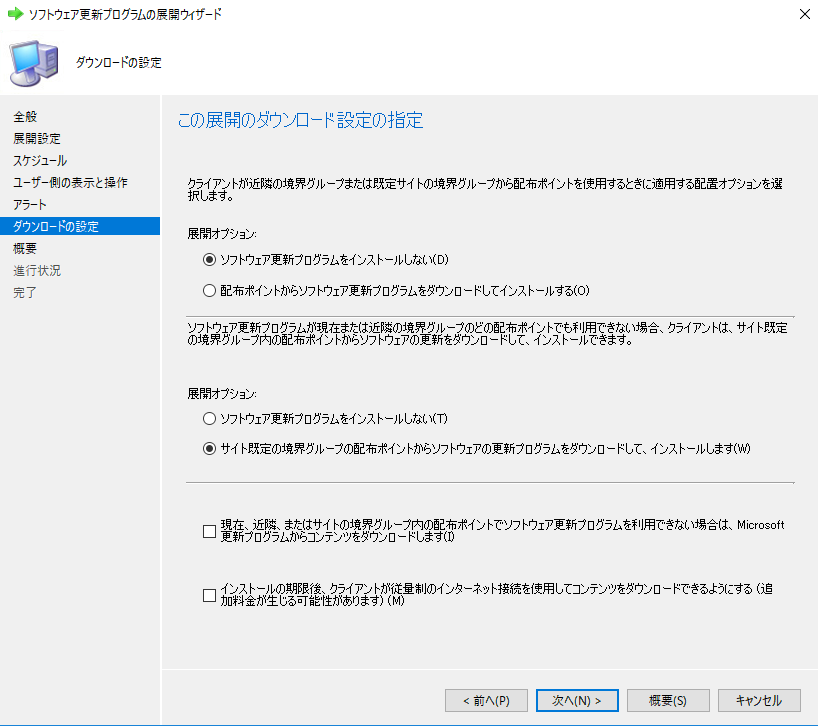 ソフトウェア更新プログラムの展開ウィザード
ダウンロードの設定
全般
展開設定
スケジュール
ユーザー側の表示と操作
アラート
ダウンロードの設定
概要
進行状況
完了
この展開のダウンロード設定の指定
クライアントが近隣の境界グループまたは既定サイトの境界グループから配布ポイントを使用するときに適用する配置オプションを選
択します。
展開オプション:
ソフトウェア更新プログラムをインストールしない(D)
配布ポイントからソフトウェア更新プログラムをダウンロードしてインストールする(O)
ソフトウェア更新プログラムが現在または近隣の境界グループのどの配布ポイントでも利用できない場合、クライアントは、サイト既定
の境界グループ内の配布ポイントからソフトウェアの更新をダウンロードして、インストールできます。
展開オプション:
ソフトウェア更新プログラムをインストールしない(T)
サイト既定の境界グループの配布ポイントからソフトウェアの更新プログラムをダウンロードして、インストールします(W)
現在、近隣、またはサイトの境界グループ内の配布ポイントでソフトウェア更新プログラムを利用できない場合は、Microsoft
更新プログラムからコンテンツをダウンロードします(I)
インストールの期限後、クライアントが従量制のインターネット接続を使用してコンテンツをダウンロードできるようにする (追
加料金が生じる可能性があります) (M)
< 前へ(P)
次へ(N) >
概要(S)
キャンセル